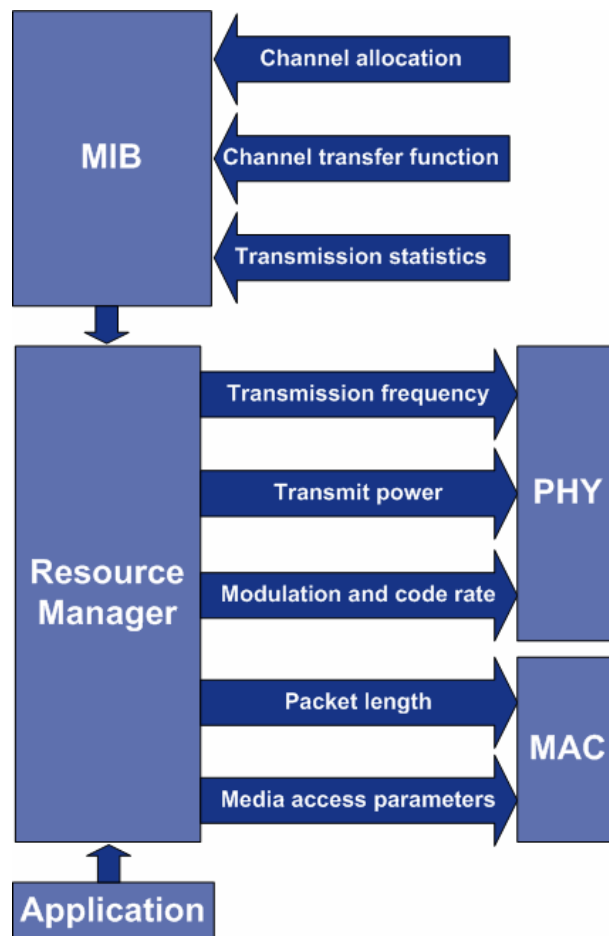 Channel allocation
MIB
Channel transfer function
Transmission statistics
Transmission frequency
Transmit power
PHY
Resource
Manager
Modulation and code rate
Packet length
MAC
Media access parameters
Application